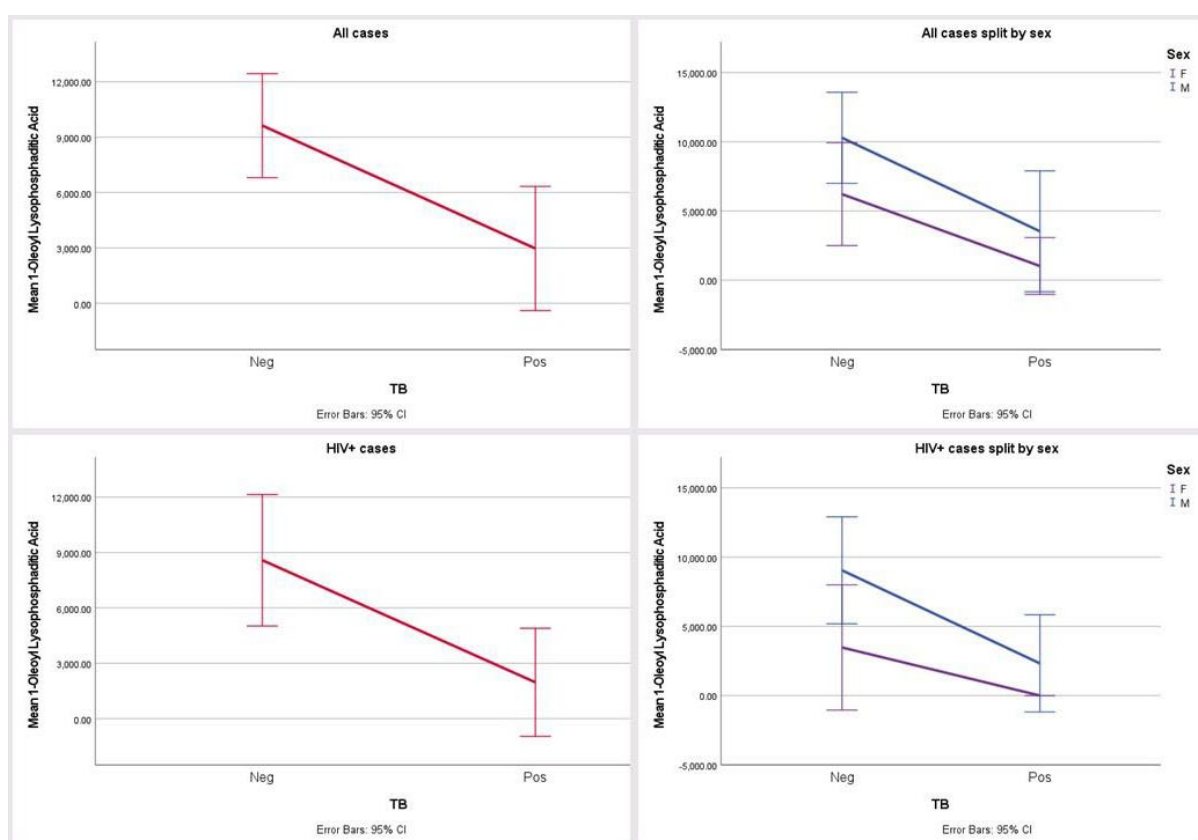 All cases
Mean 1-Oleoyl Lysophosphaditic Acid
12,000.00
9,000.00
6,000.00
3,000.00
0.00
Neg
Pos
TB
Error Bars: 95% CI
All cases split by sex
Mean 1-Oleoyl Lysophosphaditic Acid
15,000.00
10,000.00
5,000.00
0.00
-5,000.00
Neg
Pos
TB
Error Bars: 95% CI
Sex
F
M
HIV+ cases
Mean 1-Oleoyl Lysophosphaditic Acid
12,000.00
9,000.00
6,000.00
3,000.00
0.00
Neg
Pos
TB
Error Bars: 95% CI
HIV+ cases split by sex
Mean 1-Oleoyl Lysophosphaditic Acid
15,000.00
10,000.00
5,000.00
0.00
-5,000.00
Neg
Pos
TB
Error Bars: 95% CI
Sex
F
M